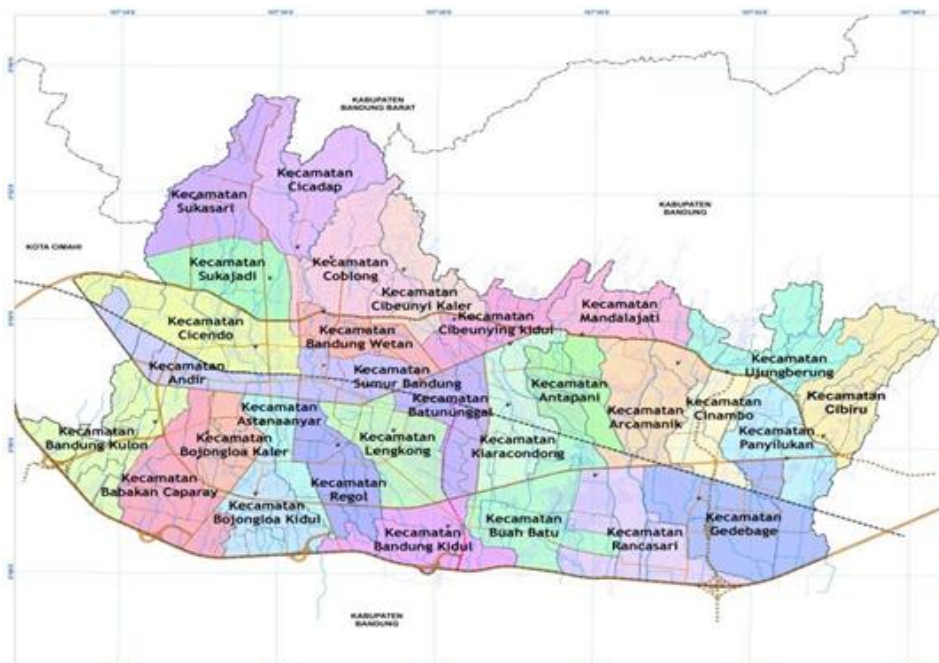 KABUPATEN
BANDUNG BARAT
Kecamatan
Cicadap
Kecamatan
Sukasari
KABUPATEN
BANDUNG
KOTA CIMAHI
Kecamatan
Sukajadi
Kecamatan
Coblong
Kecamatan
Cibeunyi Kaler
Kecamatan
Mandalajati
Kecamatan
Cibeunying kidul
Kecamatan
Cicendo
Kecamatan
Bandung Wetan
Kecamatan
Ujungberung
Kecamatan
Andir
Kecamatan
Sumur Bandung
Kecamatan
Antapani
Kecamatan
Batununggal
Kecamatan
Cibiru
Kecamatan
Cinambo
Kecamatan
Arcamanik
Kecamatan
Astanaanyar
Kecamatan
Bandung Kulon
Kecamatan
Bojongloa Kaler
Kecamatan
Lengkong
Kecamatan
Kiaracondong
Kecamatan
Panyilukan
Kecamatan
Babakan Caparay
Kecamatan
Regol
Kecamatan
Bojongloa Kidul
Kecamatan
Bandung Kidul
Kecamatan
Buah Batu
Kecamatan
Rancasari
Kecamatan
Gedebage
KABUPATEN
BANDUNG